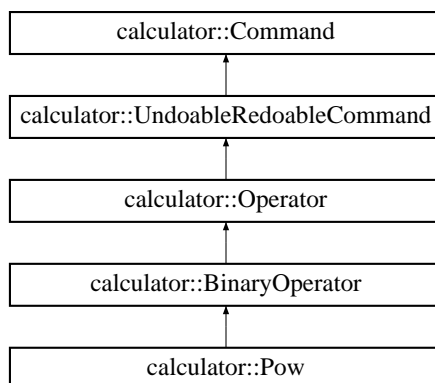 calculator::Command
calculator::UndoableRedoableCommand
calculator::Operator
calculator::BinaryOperator
calculator::Pow